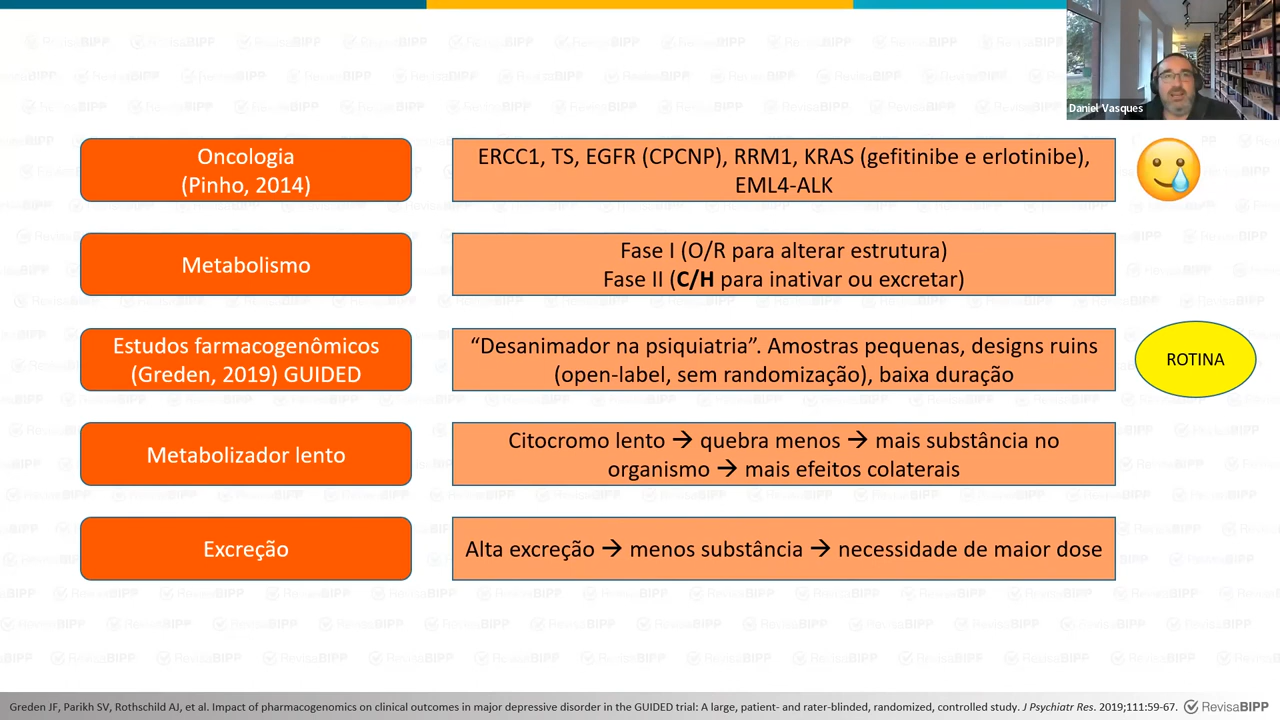 Daniel Vasques
Oncologia
(Pinho, 2014)
ERCC1, TS, EGFR (CPCNP), RRM1, KRAS (gefitinibe e erlotinibe),
EML4-ALK
Metabolismo
Fase I (O/R para alterar estrutura)
Fase II (C/H para inativar ou excretar)
Estudos farmacogenômicos
(Greden, 2019) GUIDED
“Desanimador na psiquiatria”. Amostras pequenas, designs ruins
(open-label, sem randomização), baixa duração
ROTINA
Metabolizador lento
Citocromo lento → quebra menos → mais substância no
organismo → mais efeitos colaterais
Excreção
Alta excreção → menos substância → necessidade de maior dose
Greden JF, Parikh SV, Rothschild AJ, et al. Impact of pharmacogenomics on clinical outcomes in major depressive disorder in the GUIDED trial: A large, patient- and rater-blinded, randomized, controlled study. J Psychiatr Res. 2019;111:59-67.
RevisaBIPP